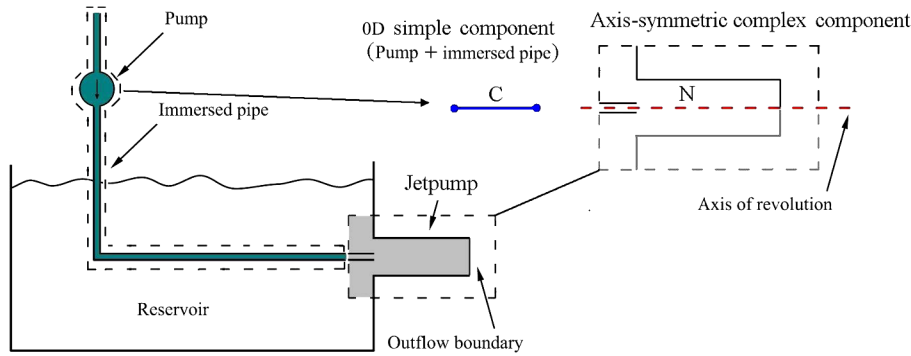 Pump
0D simple component
(Pump + immersed pipe)
Axis-symmetric complex component
C
N
Immersed pipe
Jetpump
Axis of revolution
Reservoir
Outflow boundary